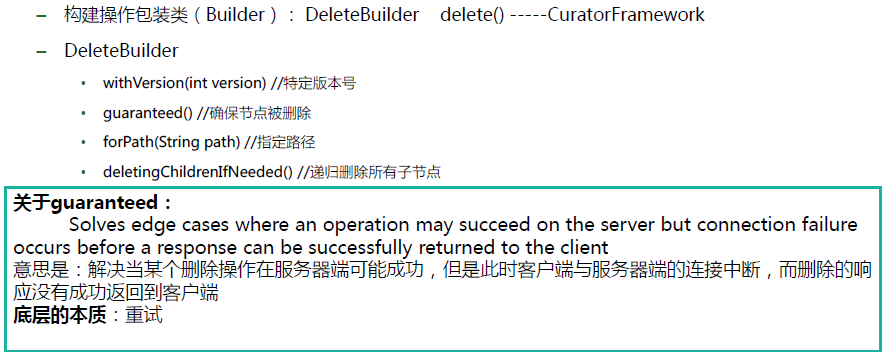 – 构建操作包装类（Builder）： DeleteBuilder delete() -----CuratorFramework
– DeleteBuilder
• withVersion(int version) //特定版本号
• guaranteed() //确保节点被删除
• forPath(String path) //指定路径
• deletingChildrenIfNeeded() //递归删除所有子节点
关于guaranteed：
Solves edge cases where an operation may succeed on the server but connection failure
occurs before a response can be successfully returned to the client
意思是：解决当某个删除操作在服务器端可能成功，但是此时客户端与服务器端的连接中断，而删除的响
应没有成功返回到客户端
底层的本质：重试